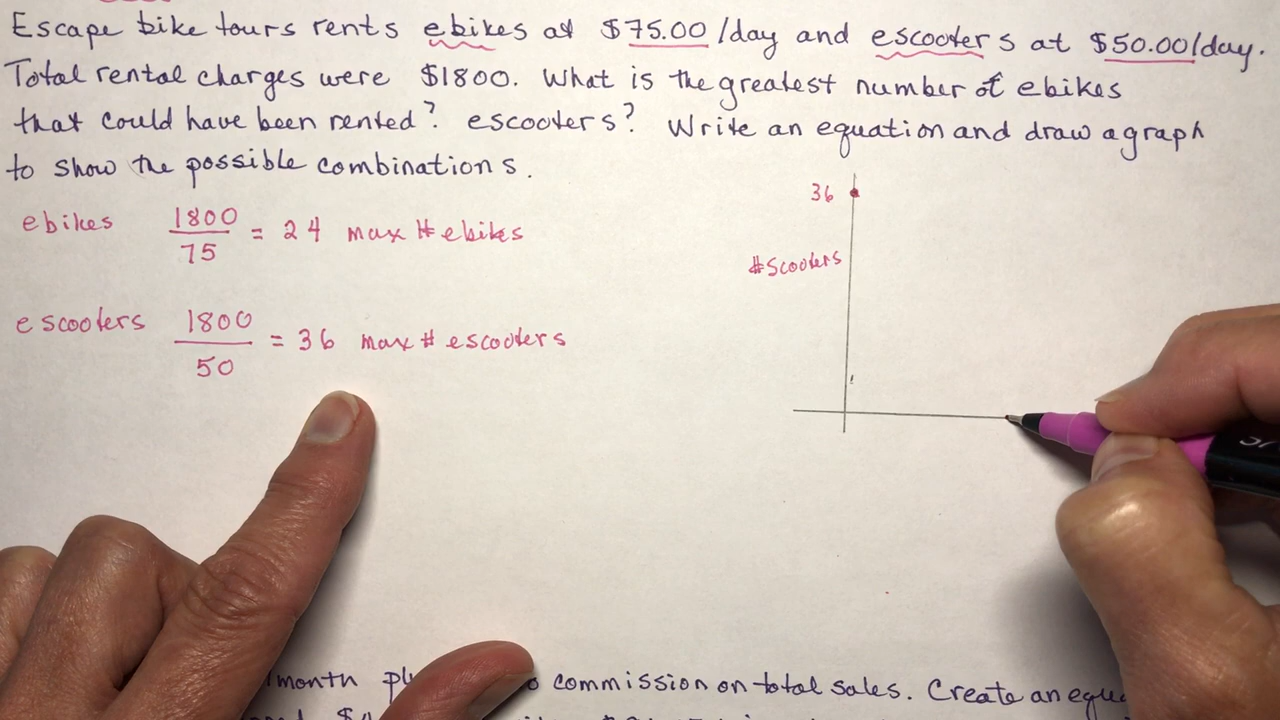 Escape bike tours rents ebikes at $75.00/day and escooters at $50.00/day.
Total rental charges were $1800. What is the greatest number of ebikes
that could have been rented? escooters? Write an equation and draw a graph
to show the possible combinations.
ebikes 1800/75 = 24 max # ebikes
escooters 1800/50 = 36 max # escooters
36
# Scooters
month commission on total sales. Create an